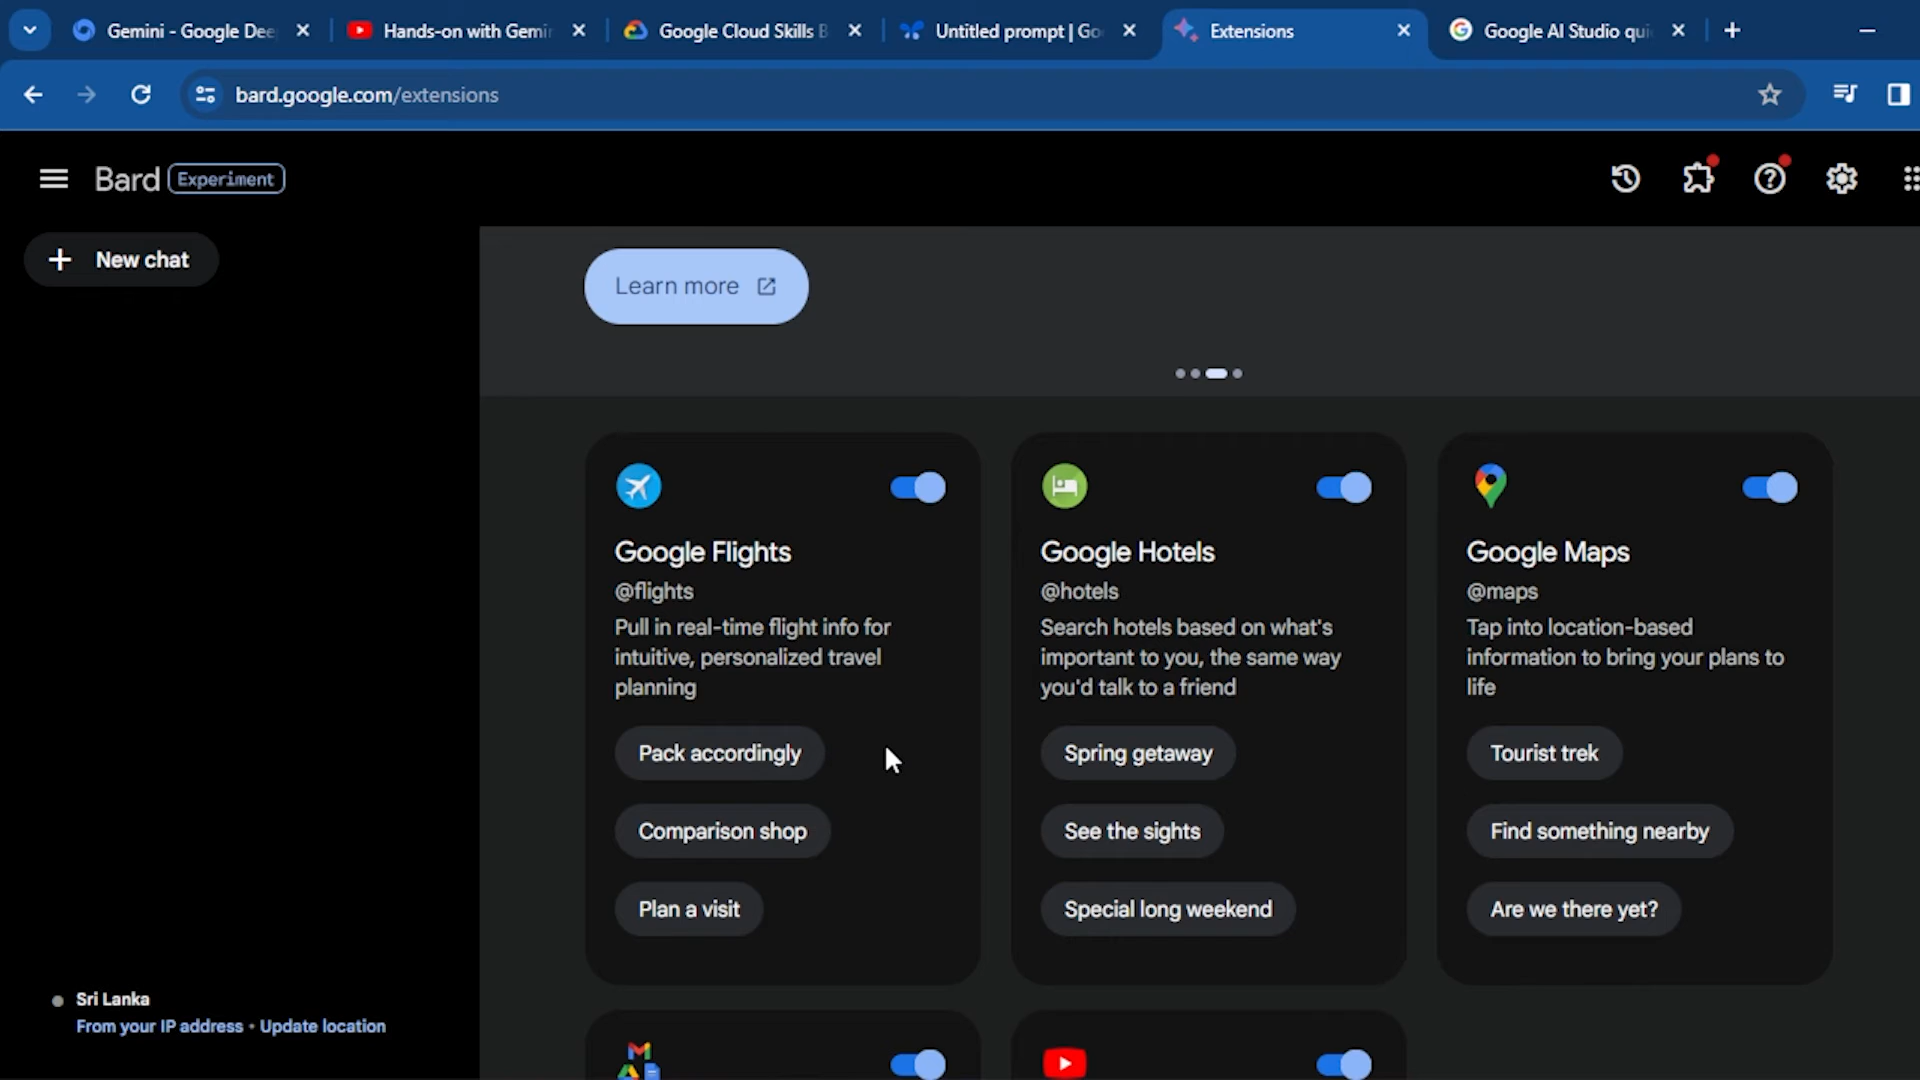 Gemini - Google Dee
Hands-on with Gemin
Google Cloud Skills B
Untitled prompt | Go
Extensions
Google AI Studio qui
bard.google.com/extensions
Bard Experiment
New chat
Learn more
Google Flights
@flights
Pull in real-time flight info for
intuitive, personalized travel
planning
Pack accordingly
Comparison shop
Plan a visit
Google Hotels
@hotels
Search hotels based on what's
important to you, the same way
you'd talk to a friend
Spring getaway
See the sights
Special long weekend
Google Maps
@maps
Tap into location-based
information to bring your plans to
life
Tourist trek
Find something nearby
Are we there yet?
Sri Lanka
From your IP address • Update location